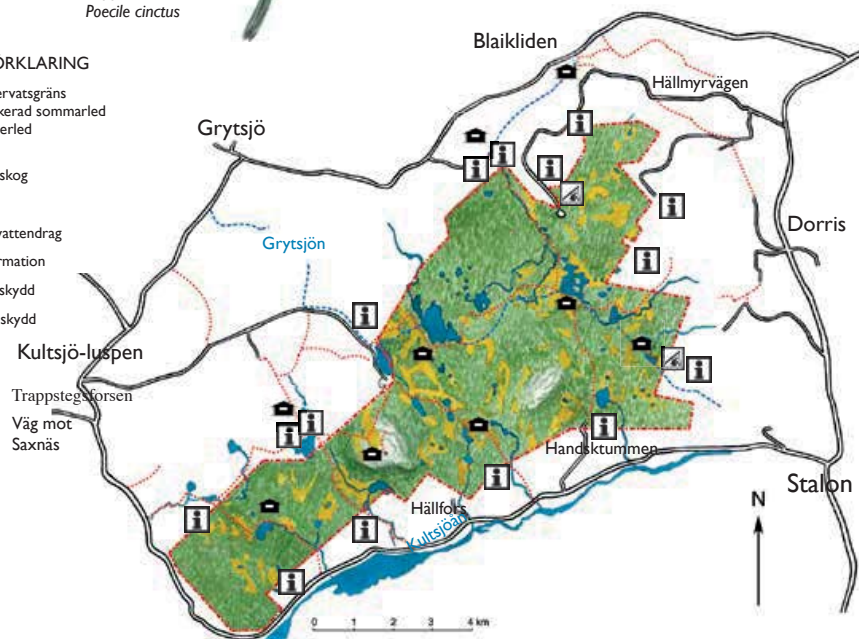 Poecile cinctus
ÖRKLARING
ervatsgräns
kerad sommarled
erled
skog
vattendrag
rmation
skydd
skydd
Blaikliden
Hällmyrvägen
Grytsjö
Grytsjön
Dorris
Kultsjö-luspen
Trappstegsforsen
Väg mot
Saxnäs
Handsktummen
Stalon
Hällfors
Kultsjöån
N
0 1 2 3 4 km